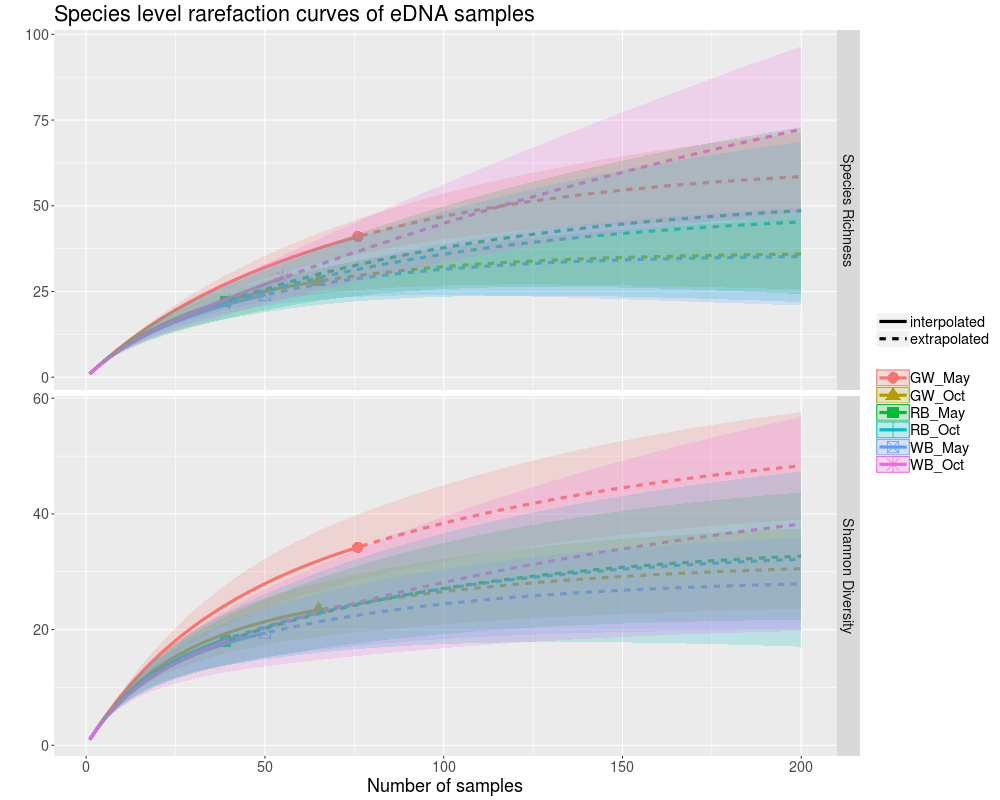 Species level rarefaction curves of eDNA samples
100
75
50
25
0
Species Richness
60
40
20
0
Shannon Diversity
0 50 100 150 200
Number of samples
interpolated
extrapolated
GW_May
GW_Oct
RB_May
RB_Oct
WB_May
WB_Oct